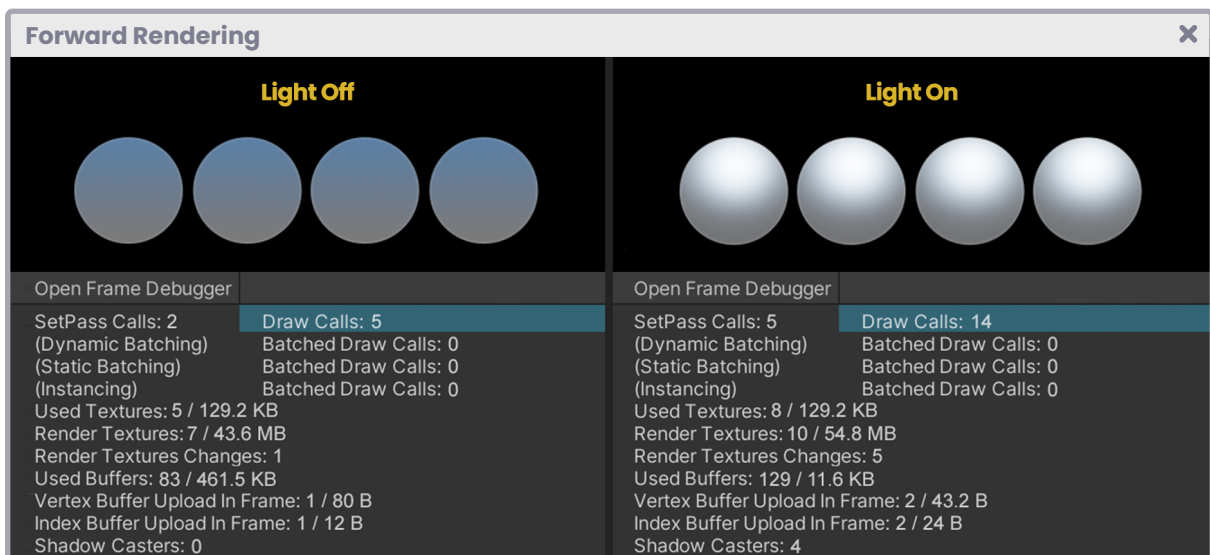 Forward Rendering
Light Off
Open Frame Debugger
SetPass Calls: 2 Draw Calls: 5
(Dynamic Batching) Batched Draw Calls: 0
(Static Batching) Batched Draw Calls: 0
(Instancing) Batched Draw Calls: 0
Used Textures: 5 / 129.2 KB
Render Textures: 7 / 43.6 MB
Render Textures Changes: 1
Used Buffers: 83 / 461.5 KB
Vertex Buffer Upload In Frame: 1 / 80 B
Index Buffer Upload In Frame: 1 / 12 B
Shadow Casters: 0
Light On
Open Frame Debugger
SetPass Calls: 5 Draw Calls: 14
(Dynamic Batching) Batched Draw Calls: 0
(Static Batching) Batched Draw Calls: 0
(Instancing) Batched Draw Calls: 0
Used Textures: 8 / 129.2 KB
Render Textures: 10 / 54.8 MB
Render Textures Changes: 5
Used Buffers: 129 / 11.6 KB
Vertex Buffer Upload In Frame: 2 / 43.2 B
Index Buffer Upload In Frame: 2 / 24 B
Shadow Casters: 4